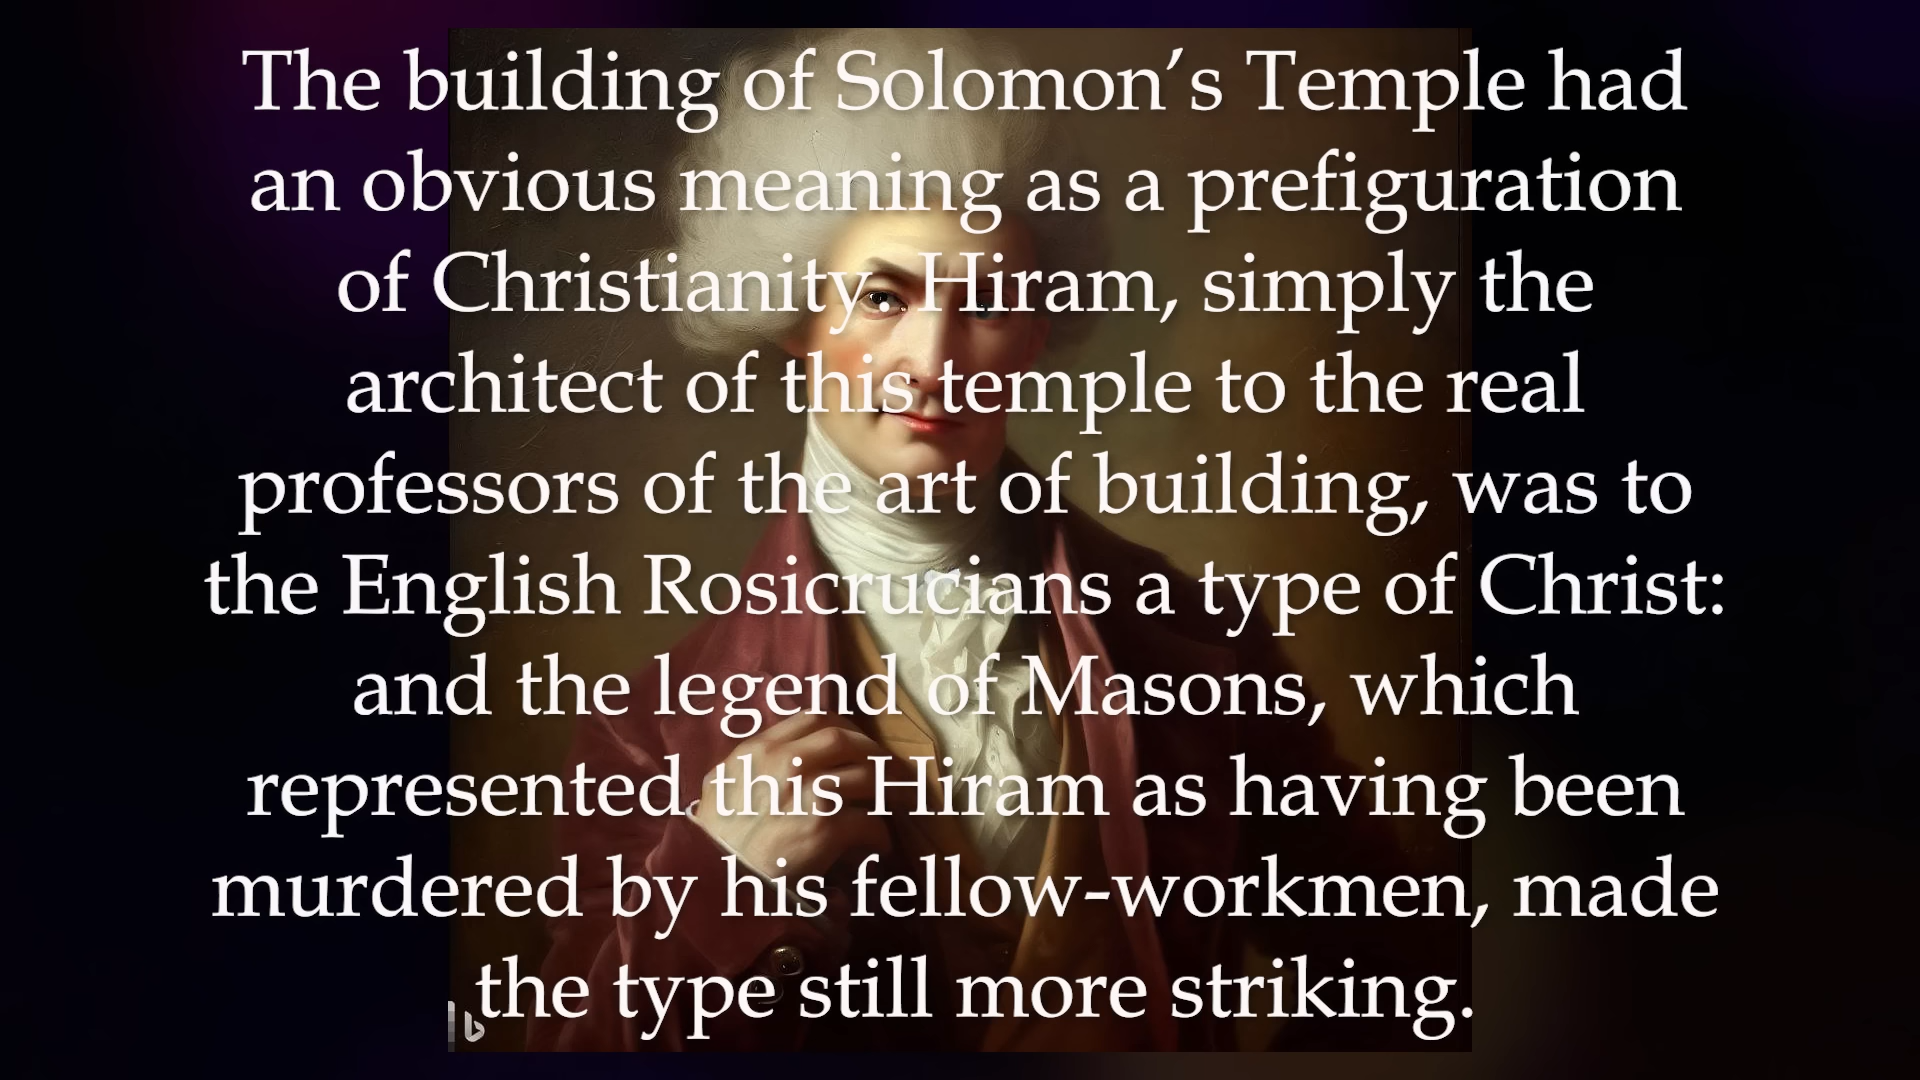 The building of Solomon’s Temple had
an obvious meaning as a prefiguration
of Christianity. Hiram, simply the
architect of this temple to the real
professors of the art of building, was to
the English Rosicrucians a type of Christ:
and the legend of Masons, which
represented this Hiram as having been
murdered by his fellow-workmen, made
the type still more striking.